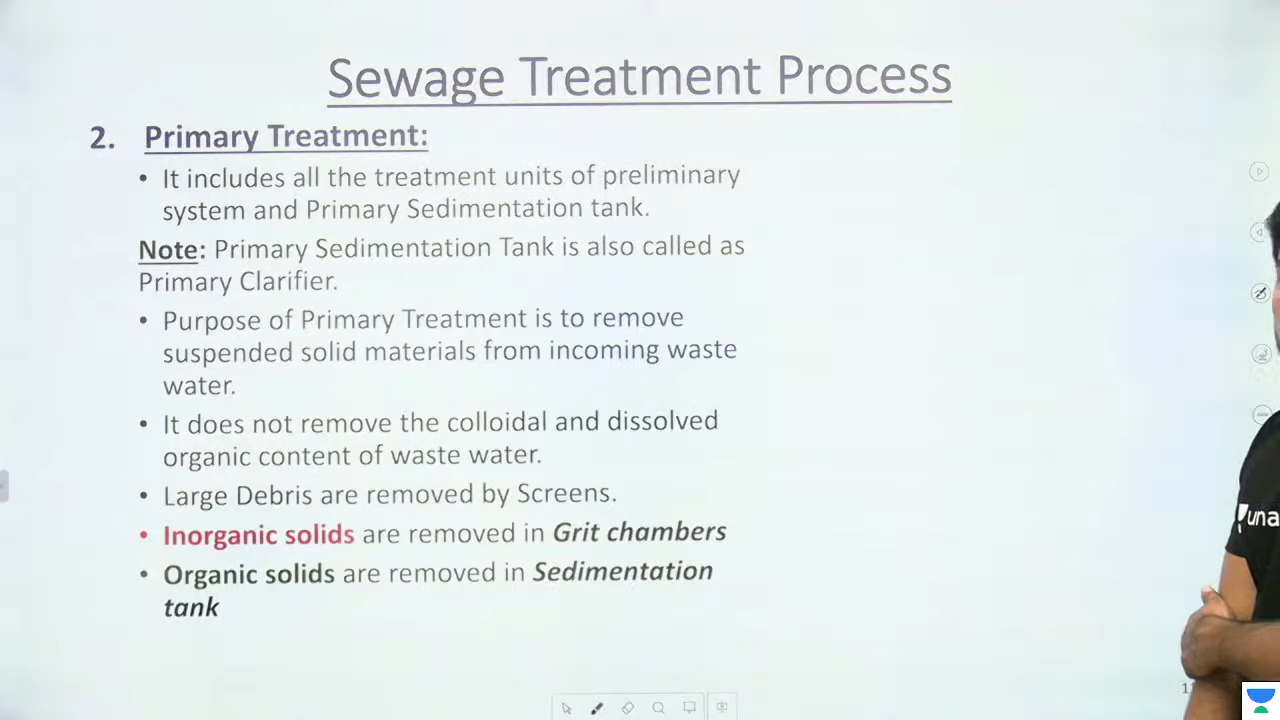 Sewage Treatment Process
2. Primary Treatment:
• It includes all the treatment units of preliminary
system and Primary Sedimentation tank.
Note: Primary Sedimentation Tank is also called as
Primary Clarifier.
• Purpose of Primary Treatment is to remove
suspended solid materials from incoming waste
water.
• It does not remove the colloidal and dissolved
organic content of waste water.
• Large Debris are removed by Screens.
• Inorganic solids are removed in Grit chambers
• Organic solids are removed in Sedimentation
tank
una